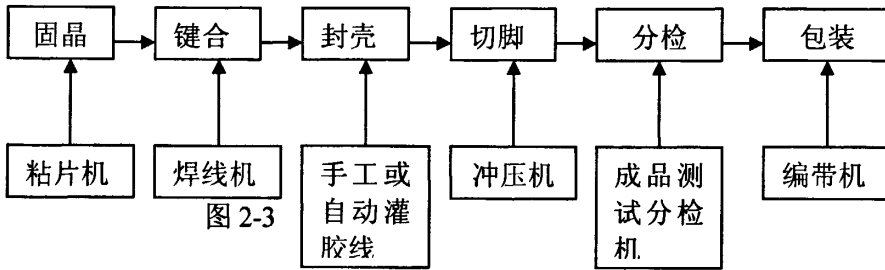 固晶
键合
封壳
切脚
分检
包装
粘片机
焊线机
手工或
自动灌
胶线
冲压机
成品测
试分检
机
编带机
图 2-3